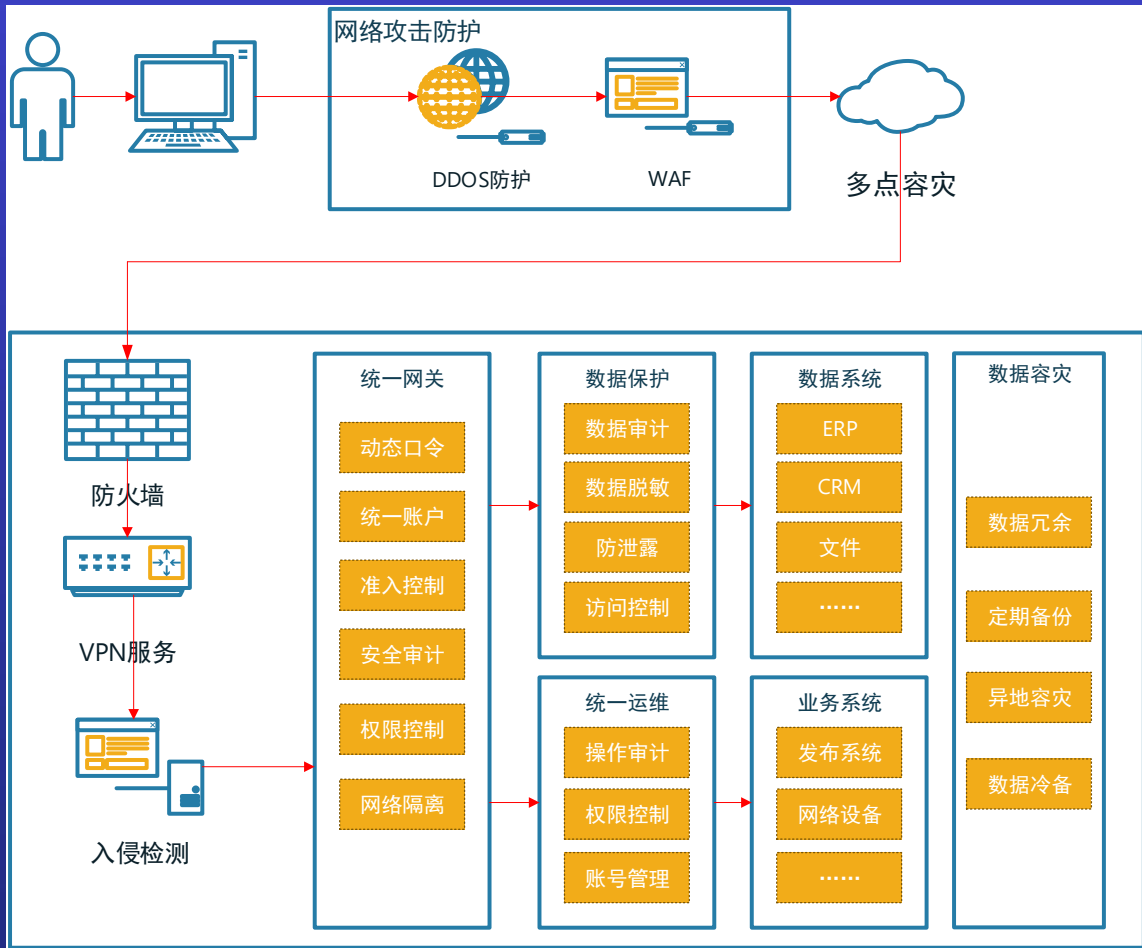 网络攻击防护
DDOS防护
WAF
多点容灾
防火墙
VPN服务
入侵检测
统一网关
动态口令
统一账户
准入控制
安全审计
权限控制
网络隔离
数据保护
数据审计
数据脱敏
防泄露
访问控制
统一运维
操作审计
权限控制
账号管理
数据系统
ERP
CRM
文件
……
业务系统
发布系统
网络设备
……
数据容灾
数据冗余
定期备份
异地容灾
数据冷备